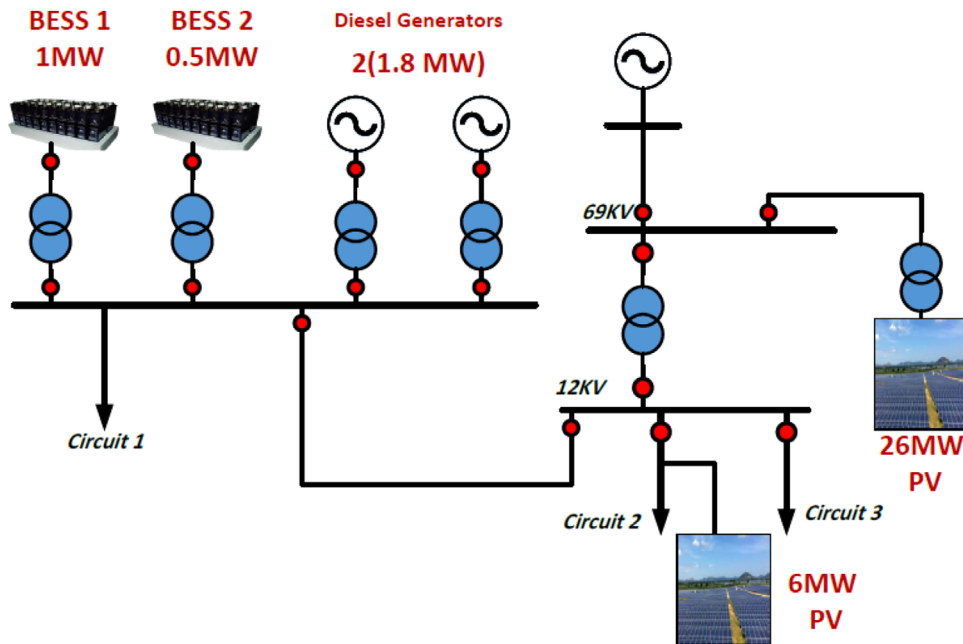 BESS 1
1MW
BESS 2
0.5MW
Diesel Generators
2(1.8 MW)
69KV
12KV
Circuit 1
Circuit 2
Circuit 3
26MW
PV
6MW
PV